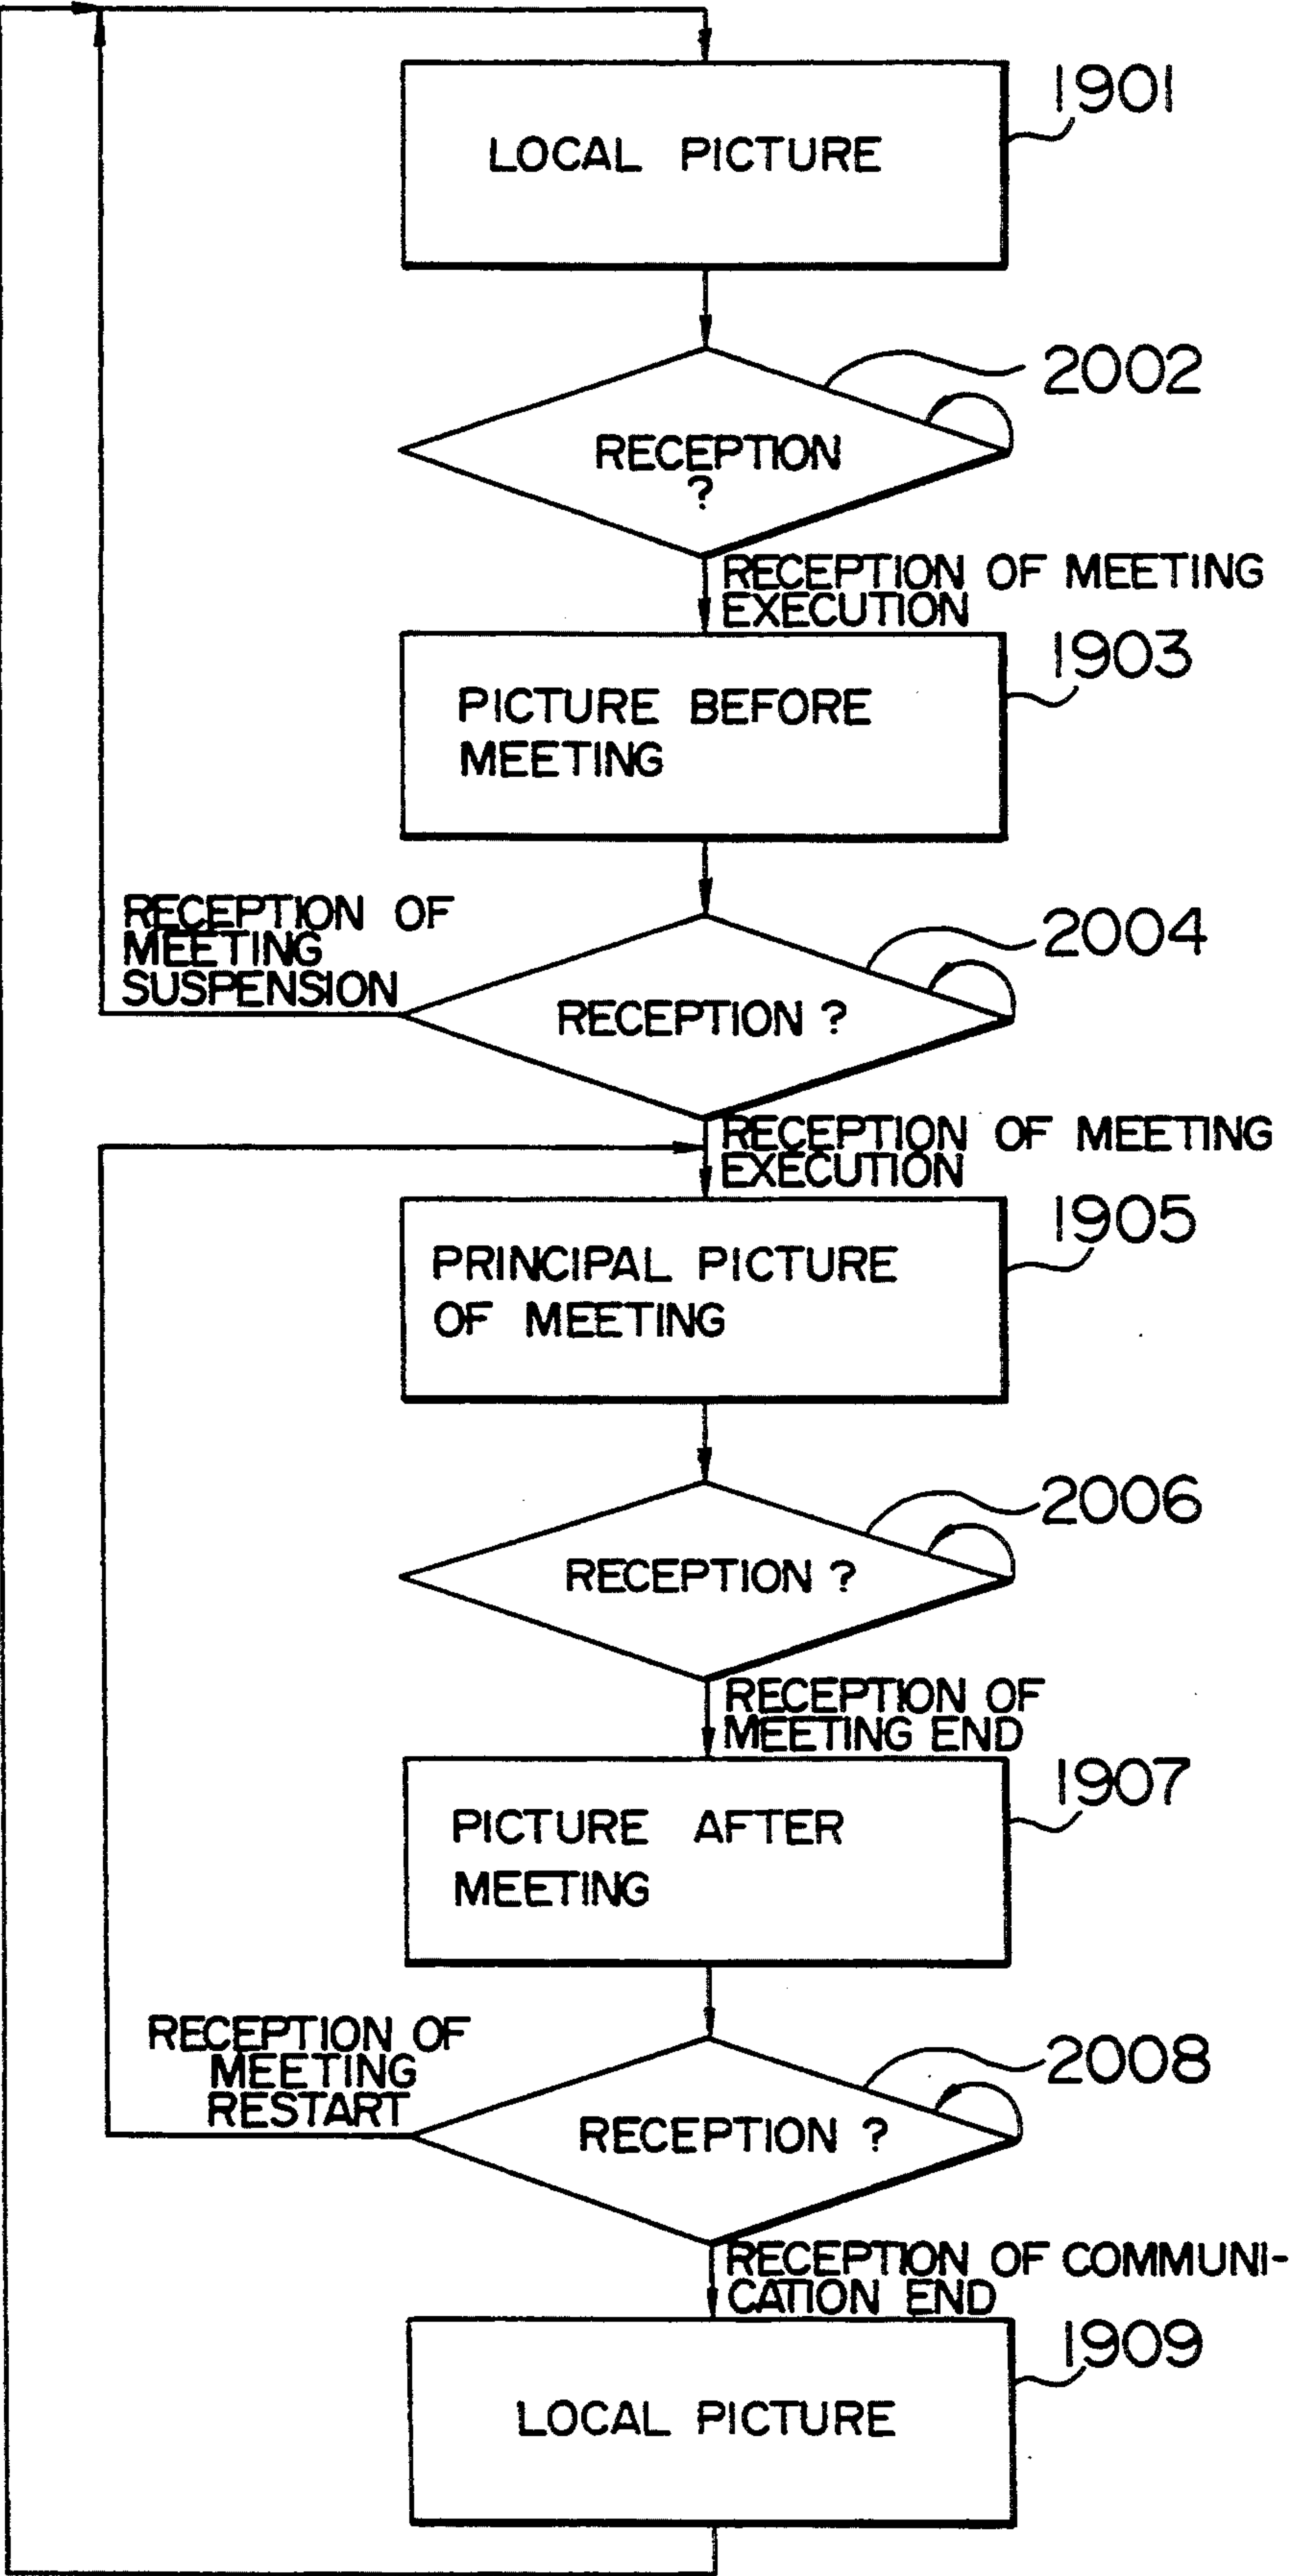 1901
LOCAL PICTURE
2002
RECEPTION
?
RECEPTION OF MEETING
EXECUTION
1903
PICTURE BEFORE
MEETING
RECEPTION OF
MEETING
SUSPENSION
2004
RECEPTION ?
RECEPTION OF MEETING
EXECUTION
1905
PRINCIPAL PICTURE
OF MEETING
2006
RECEPTION ?
RECEPTION OF
MEETING END
1907
PICTURE AFTER
MEETING
RECEPTION OF
MEETING
RESTART
2008
RECEPTION ?
RECEPTION OF COMMUNI-
CATION END
1909
LOCAL PICTURE